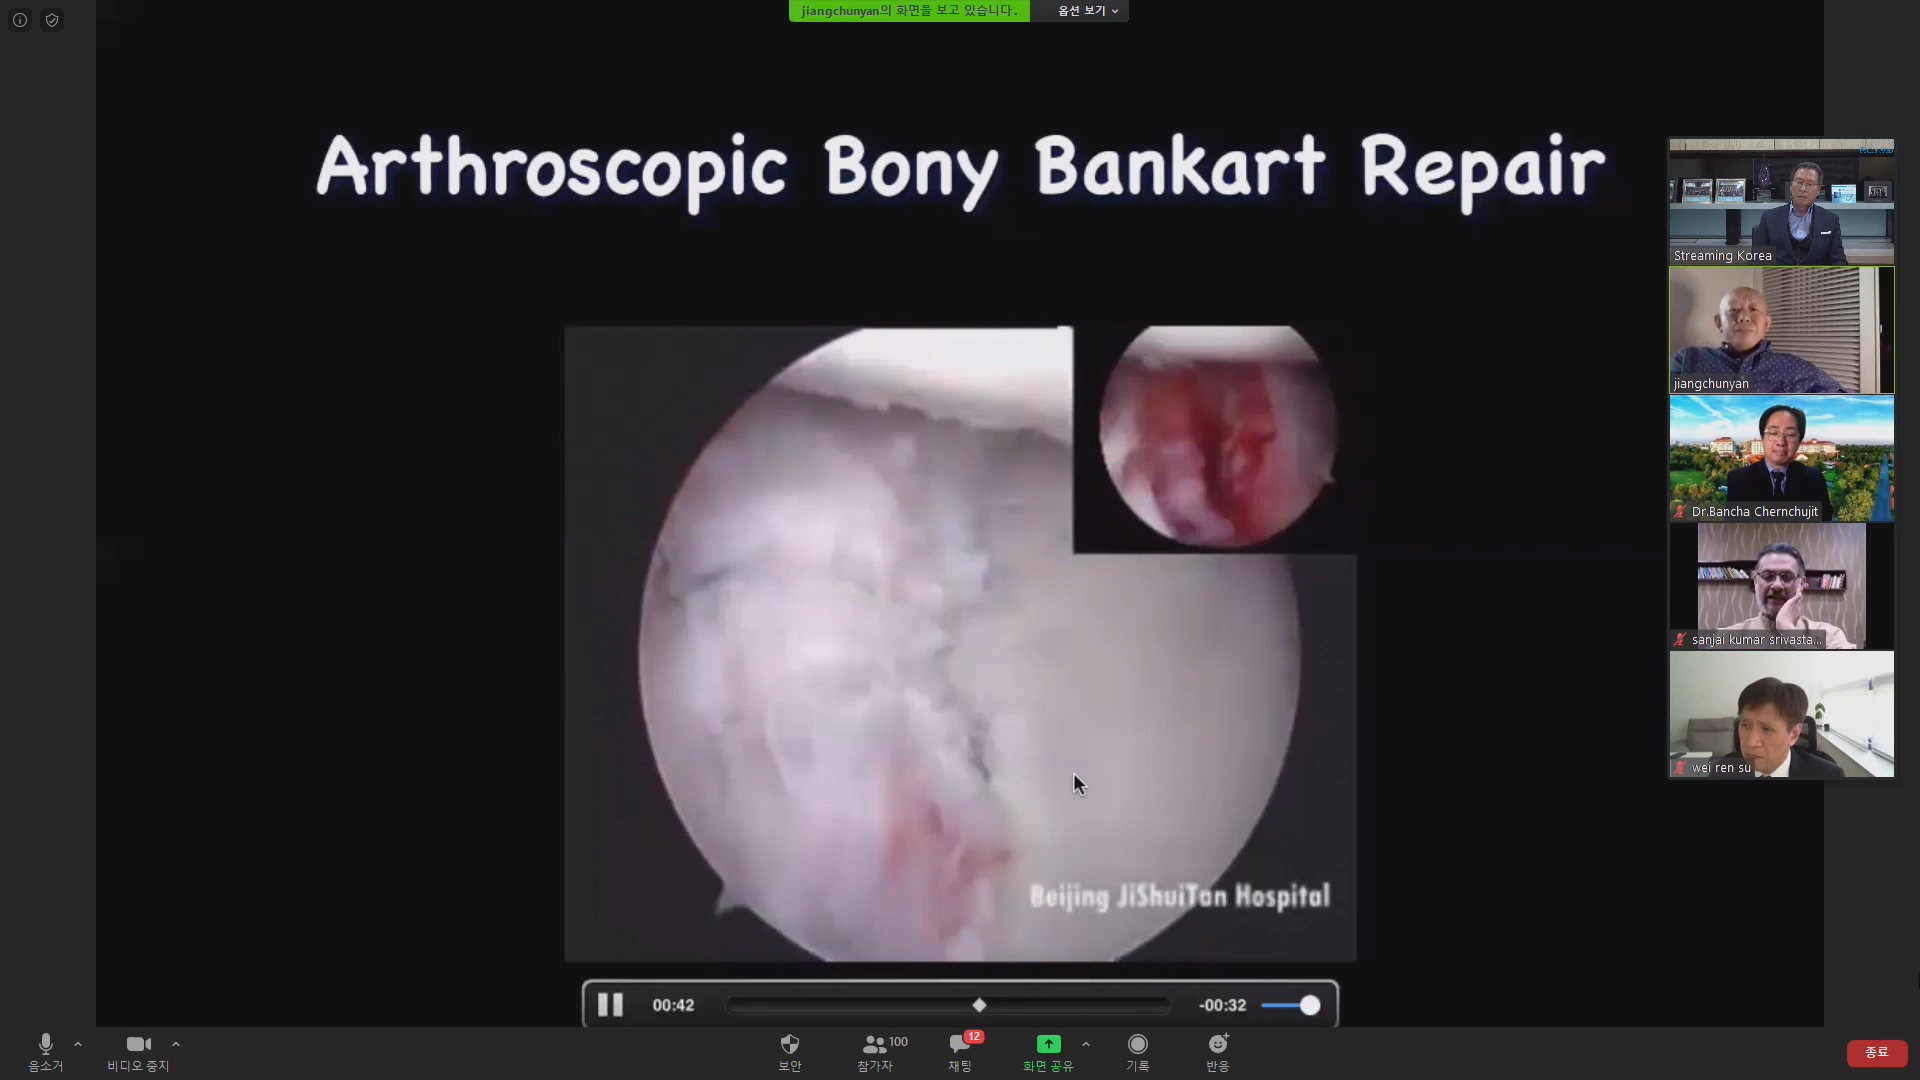 jiangchunyan의 화면을 보고 있습니다.
옵션 보기
Arthroscopic Bony Bankart Repair
Streaming Korea
jiangchunyan
Dr.Bancha Chernchujit
sanjai kumar srivasta...
wei ren su
Beijing JiShuiTan Hospital
00:42
-00:32
음소거
비디오 중지
보안
100
참가자
12
채팅
화면 공유
기록
반응
종료